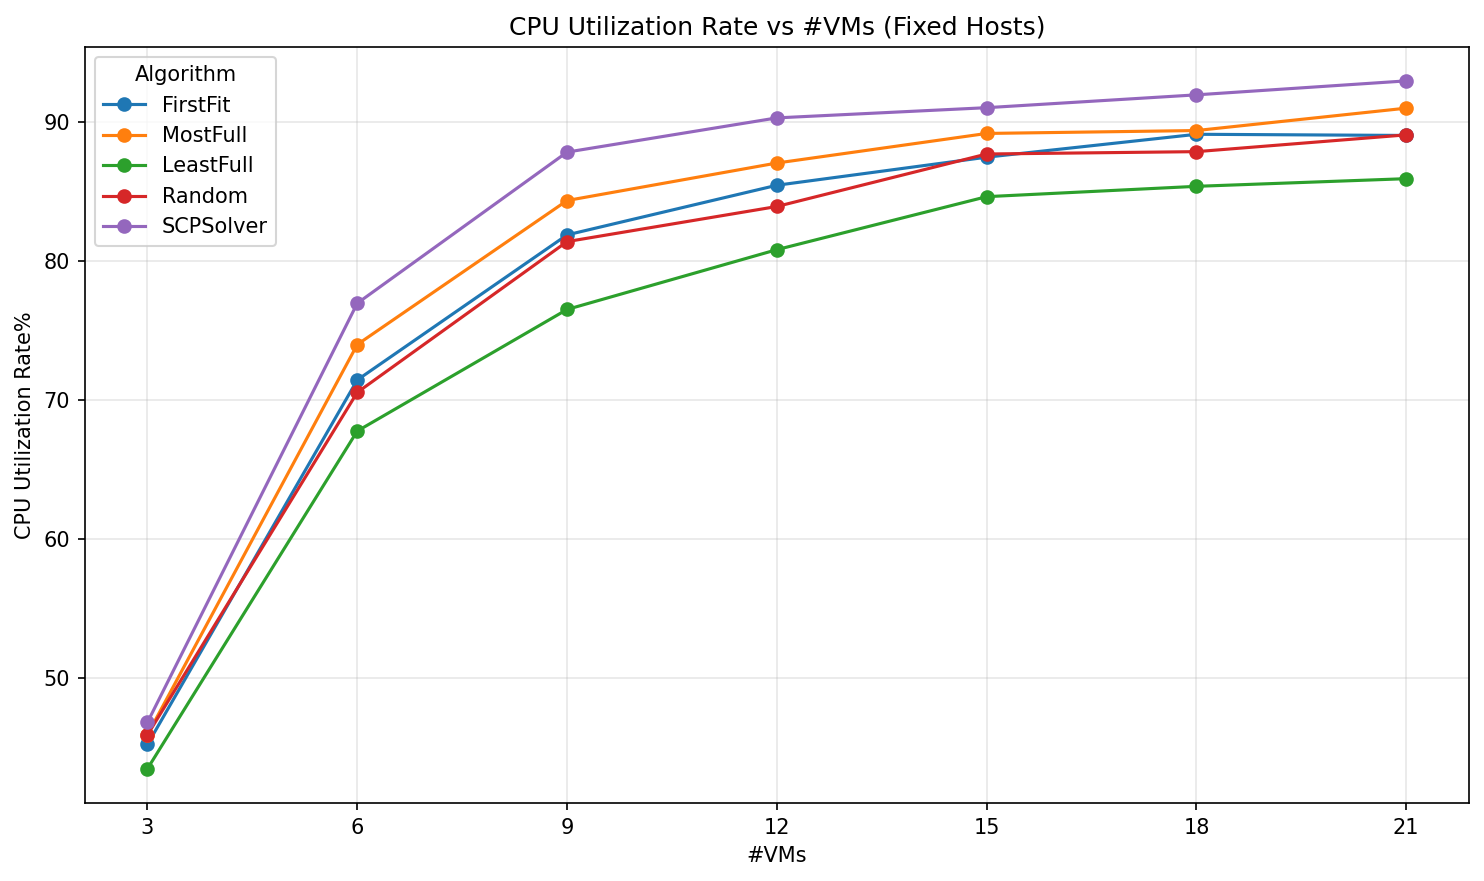 CPU Utilization Rate vs #VMs (Fixed Hosts)
Algorithm
FirstFit
MostFull
LeastFull
Random
SCPSolver
CPU Utilization Rate%
90
80
70
60
50
3 6 9 12 15 18 21
#VMs